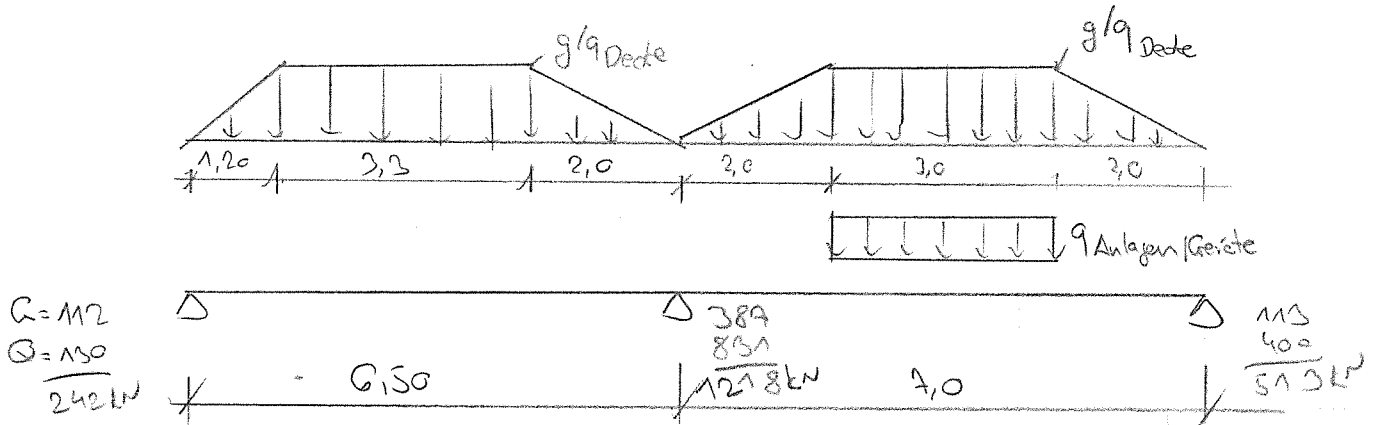 g/q Decke
g/q Decke
1,20 3,3 2,0 2,0 3,0 2,0
q Anlagen/Geräte
G=112
Q=130
242 kN
387
831
1218 kN
113
400
513 kN
6,50 7,0